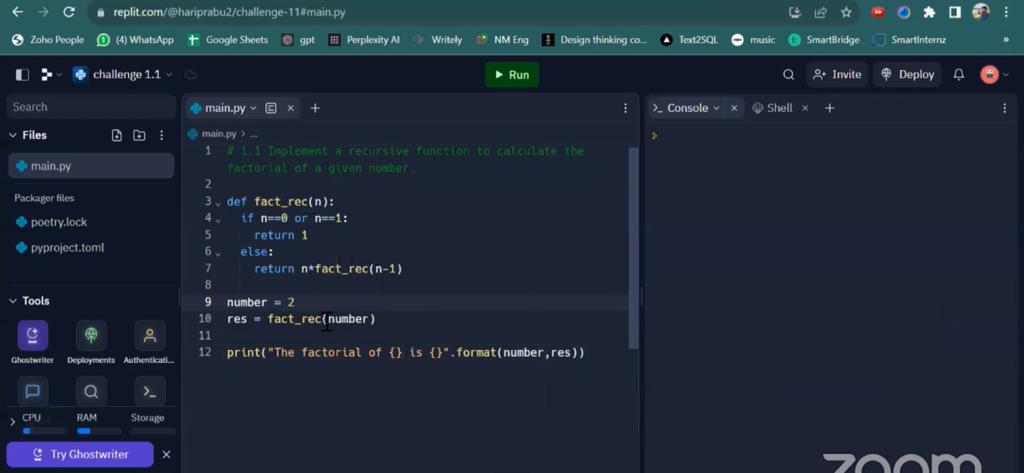 replit.com/@hariprabu2/challenge-11#main.py
Zoho People (4) WhatsApp Google Sheets gpt Perplexity AI Writely NM Eng Design thinking co... Text2SQL music SmartBridge SmartInternz »
challenge 1.1 Run Invite Deploy
Search
main.py
Console Shell
Files
main.py > ...
main.py
Packager files
poetry.lock
pyproject.toml
Tools
Ghostwriter Deployments Authenticati...
CPU RAM Storage
Try Ghostwriter
1 # 1.1 Implement a recursive function to calculate the
factorial of a given number.
2
3 def fact_rec(n):
4 if n==0 or n==1:
5 return 1
6 else:
7 return n*fact_rec(n-1)
8
9 number = 2
10 res = fact_rec(number)
11
12 print("The factorial of {} is {}".format(number,res))
zoom